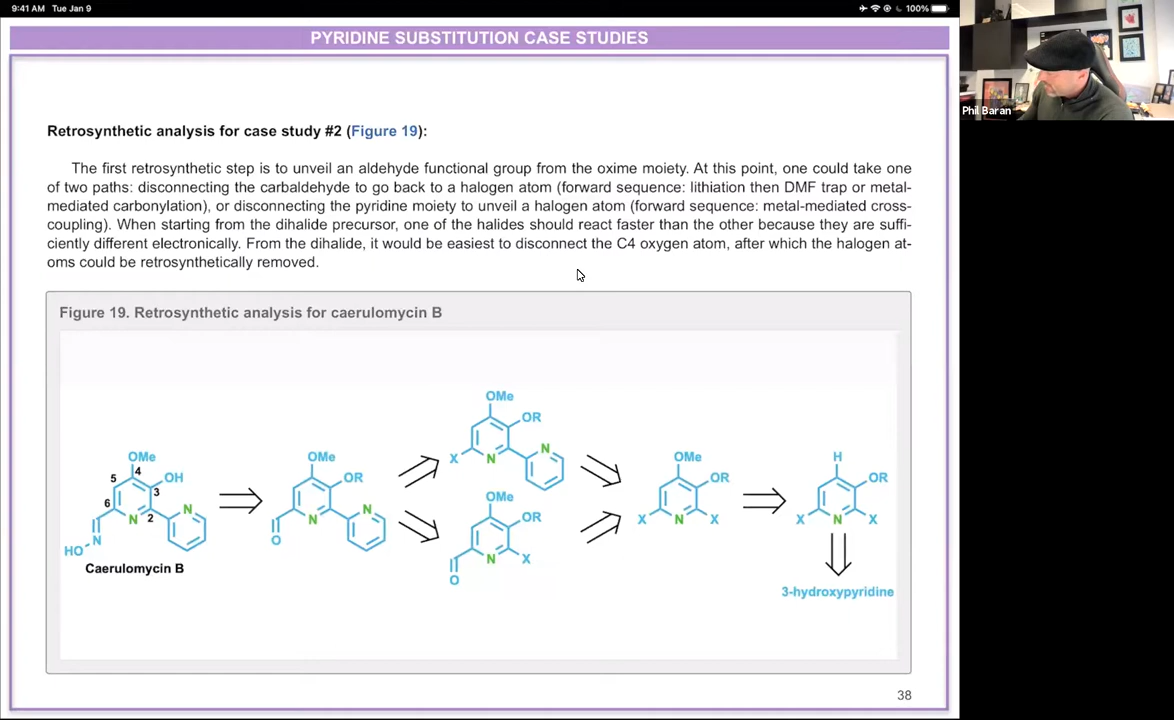 9:41 AM Tue Jan 9
100%
PYRIDINE SUBSTITUTION CASE STUDIES
Phil Baran
Retrosynthetic analysis for case study #2 (Figure 19):
The first retrosynthetic step is to unveil an aldehyde functional group from the oxime moiety. At this point, one could take one
of two paths: disconnecting the carbaldehyde to go back to a halogen atom (forward sequence: lithiation then DMF trap or metal-
mediated carbonylation), or disconnecting the pyridine moiety to unveil a halogen atom (forward sequence: metal-mediated cross-
coupling). When starting from the dihalide precursor, one of the halides should react faster than the other because they are suffi-
ciently different electronically. From the dihalide, it would be easiest to disconnect the C4 oxygen atom, after which the halogen at-
oms could be retrosynthetically removed.
Figure 19. Retrosynthetic analysis for caerulomycin B
OMe
4
5
OH
3
6
N
2
N
N
HO
Caerulomycin B
OMe
OR
N
N
O
OMe
OR
N
X
N
OMe
OR
N
X
O
OMe
OR
X
N
X
H
OR
X
N
X
3-hydroxypyridine
38